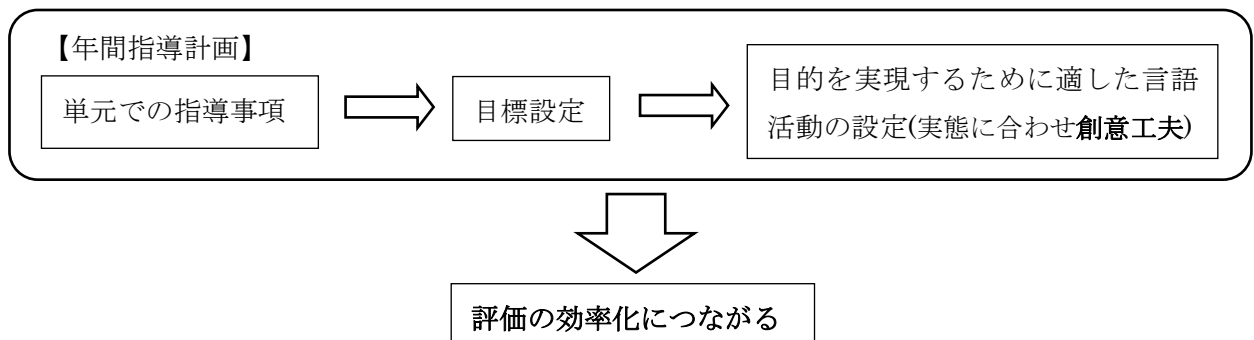 【年間指導計画】
単元での指導事項
目標設定
目的を実現するために適した言語
活動の設定(実態に合わせ創意工夫)
評価の効率化につながる